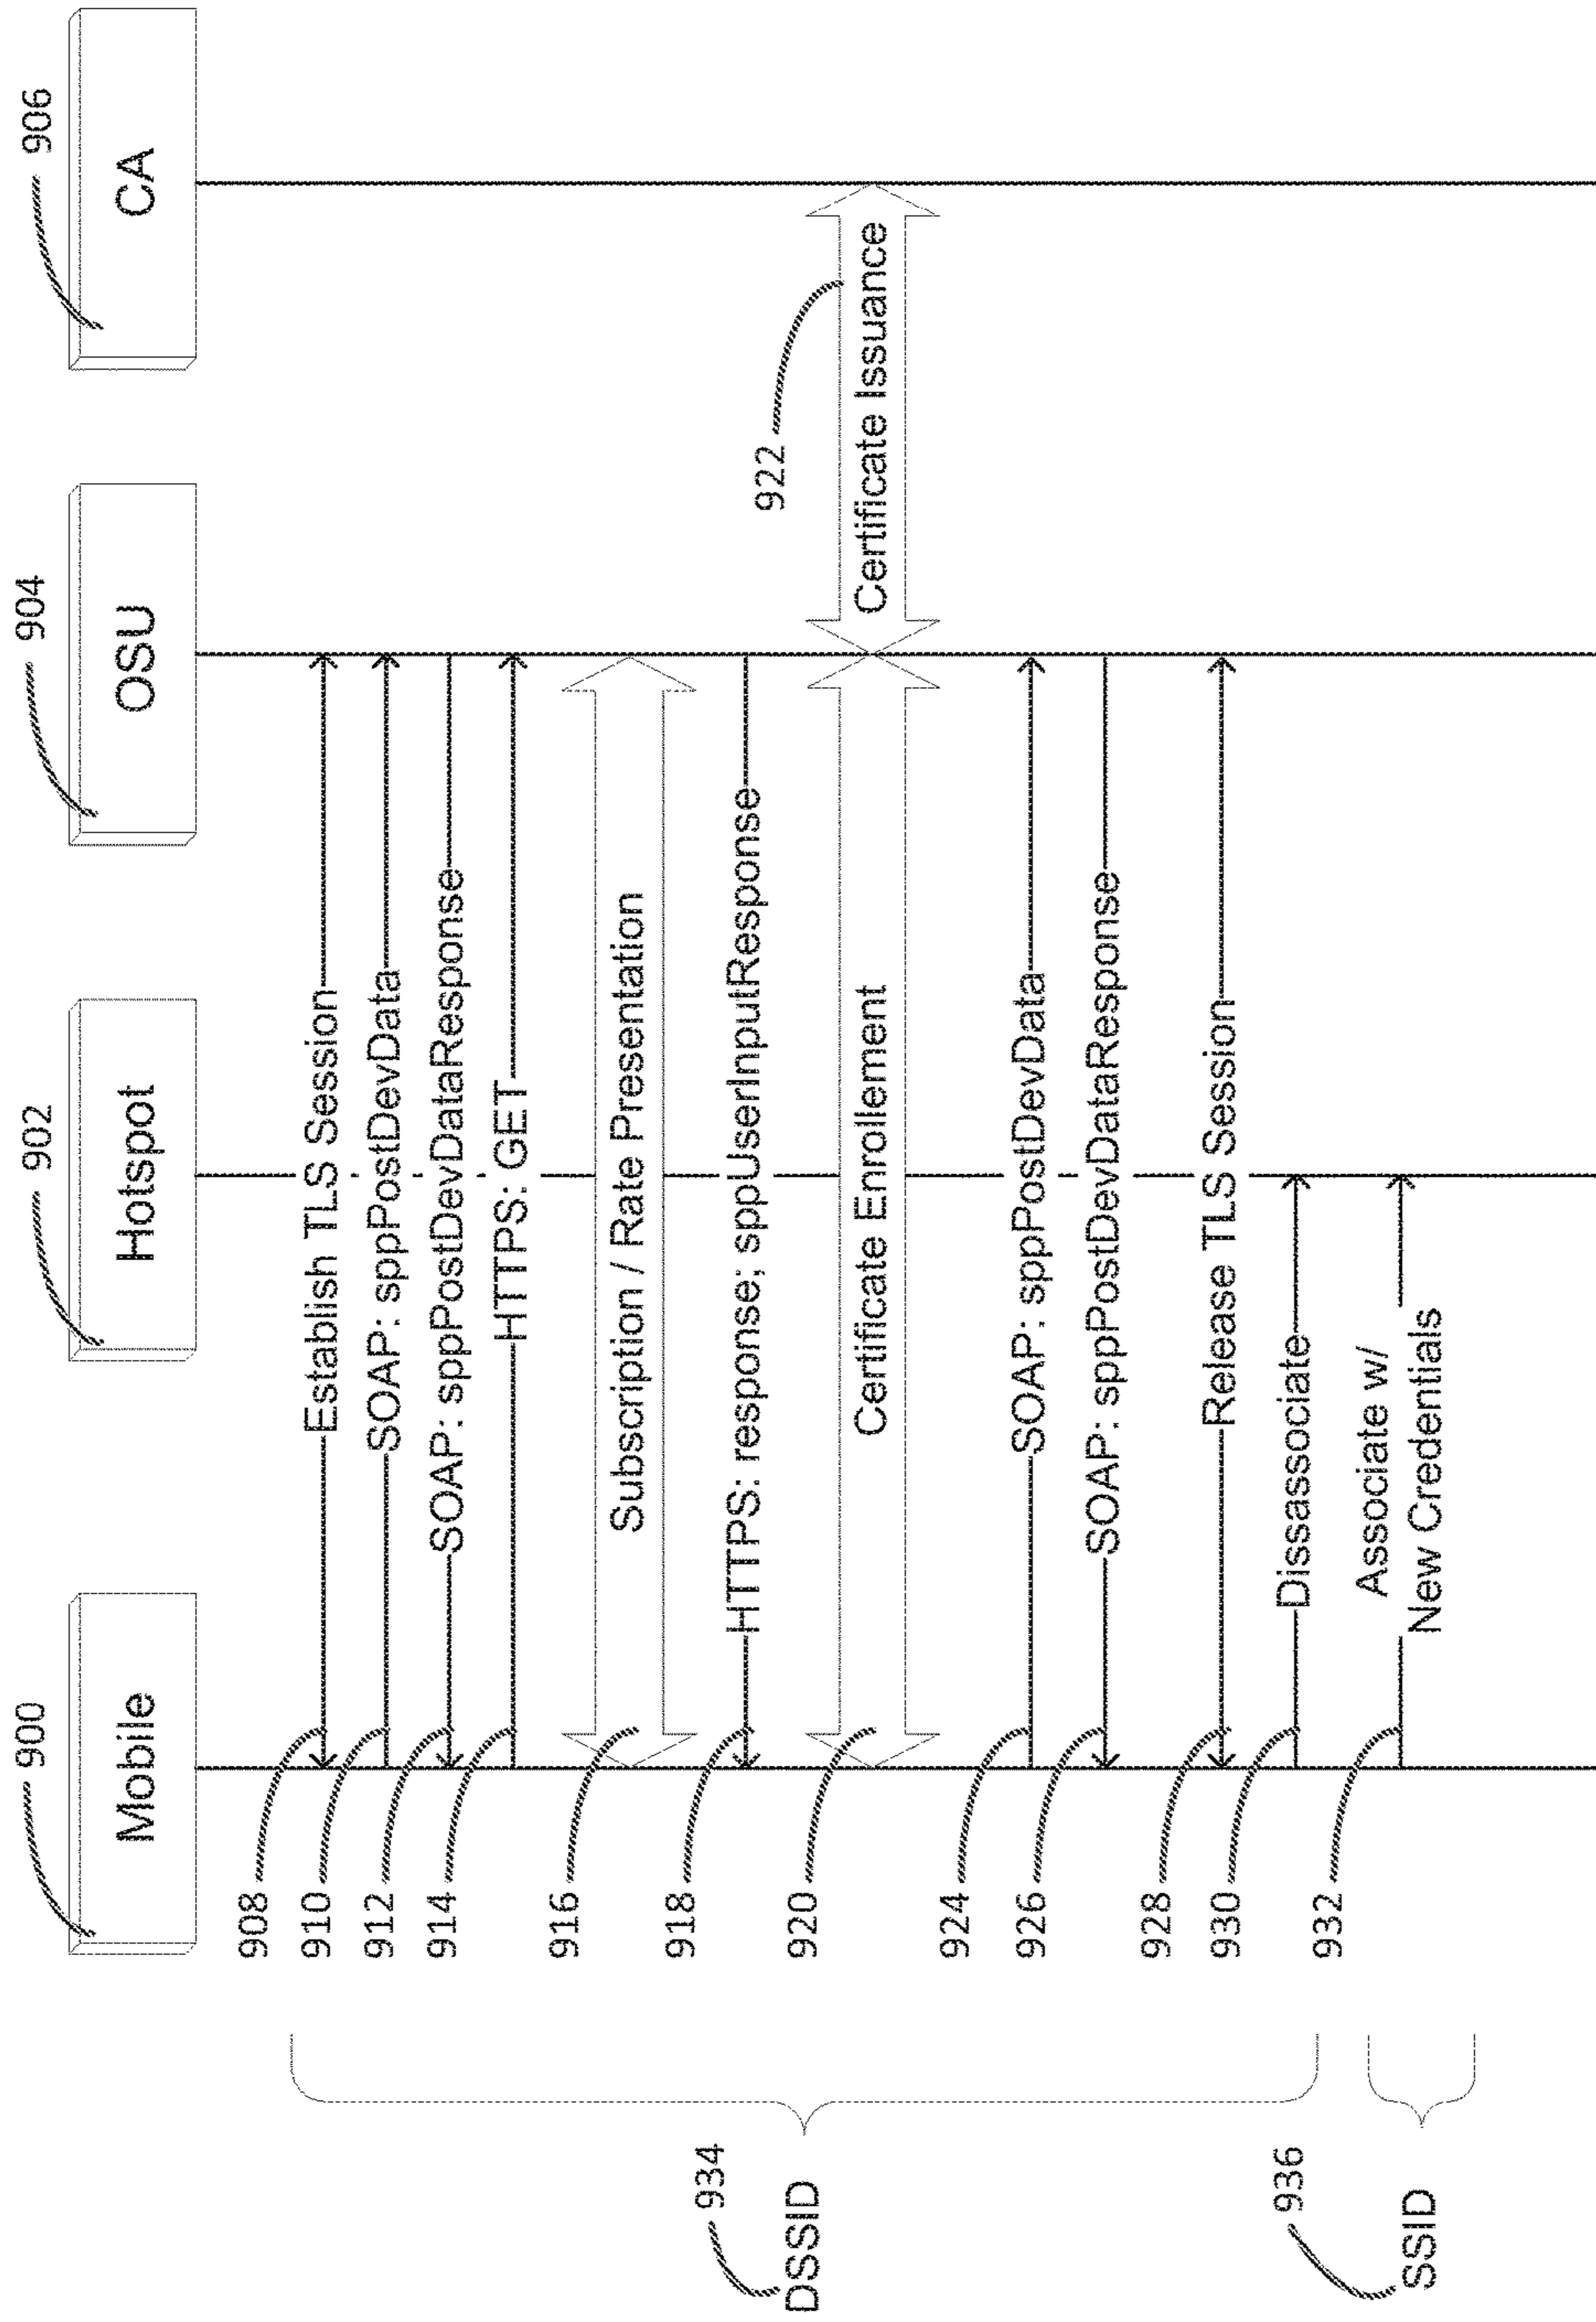 900
Mobile
902
Hotspot
904
OSU
906
CA
908
Establish TLS Session
910
SOAP: sppPostDevData
912
SOAP: sppPostDevDataResponse
914
HTTPS: GET
916
Subscription / Rate Presentation
918
HTTPS: response; sppUserInputResponse
920
Certificate Enrollement
922
Certificate Issuance
924
SOAP: sppPostDevData
926
SOAP: sppPostDevDataResponse
928
Release TLS Session
930
Dissassociate
932
Associate w/
New Credentials
934
DSSID
936
SSID